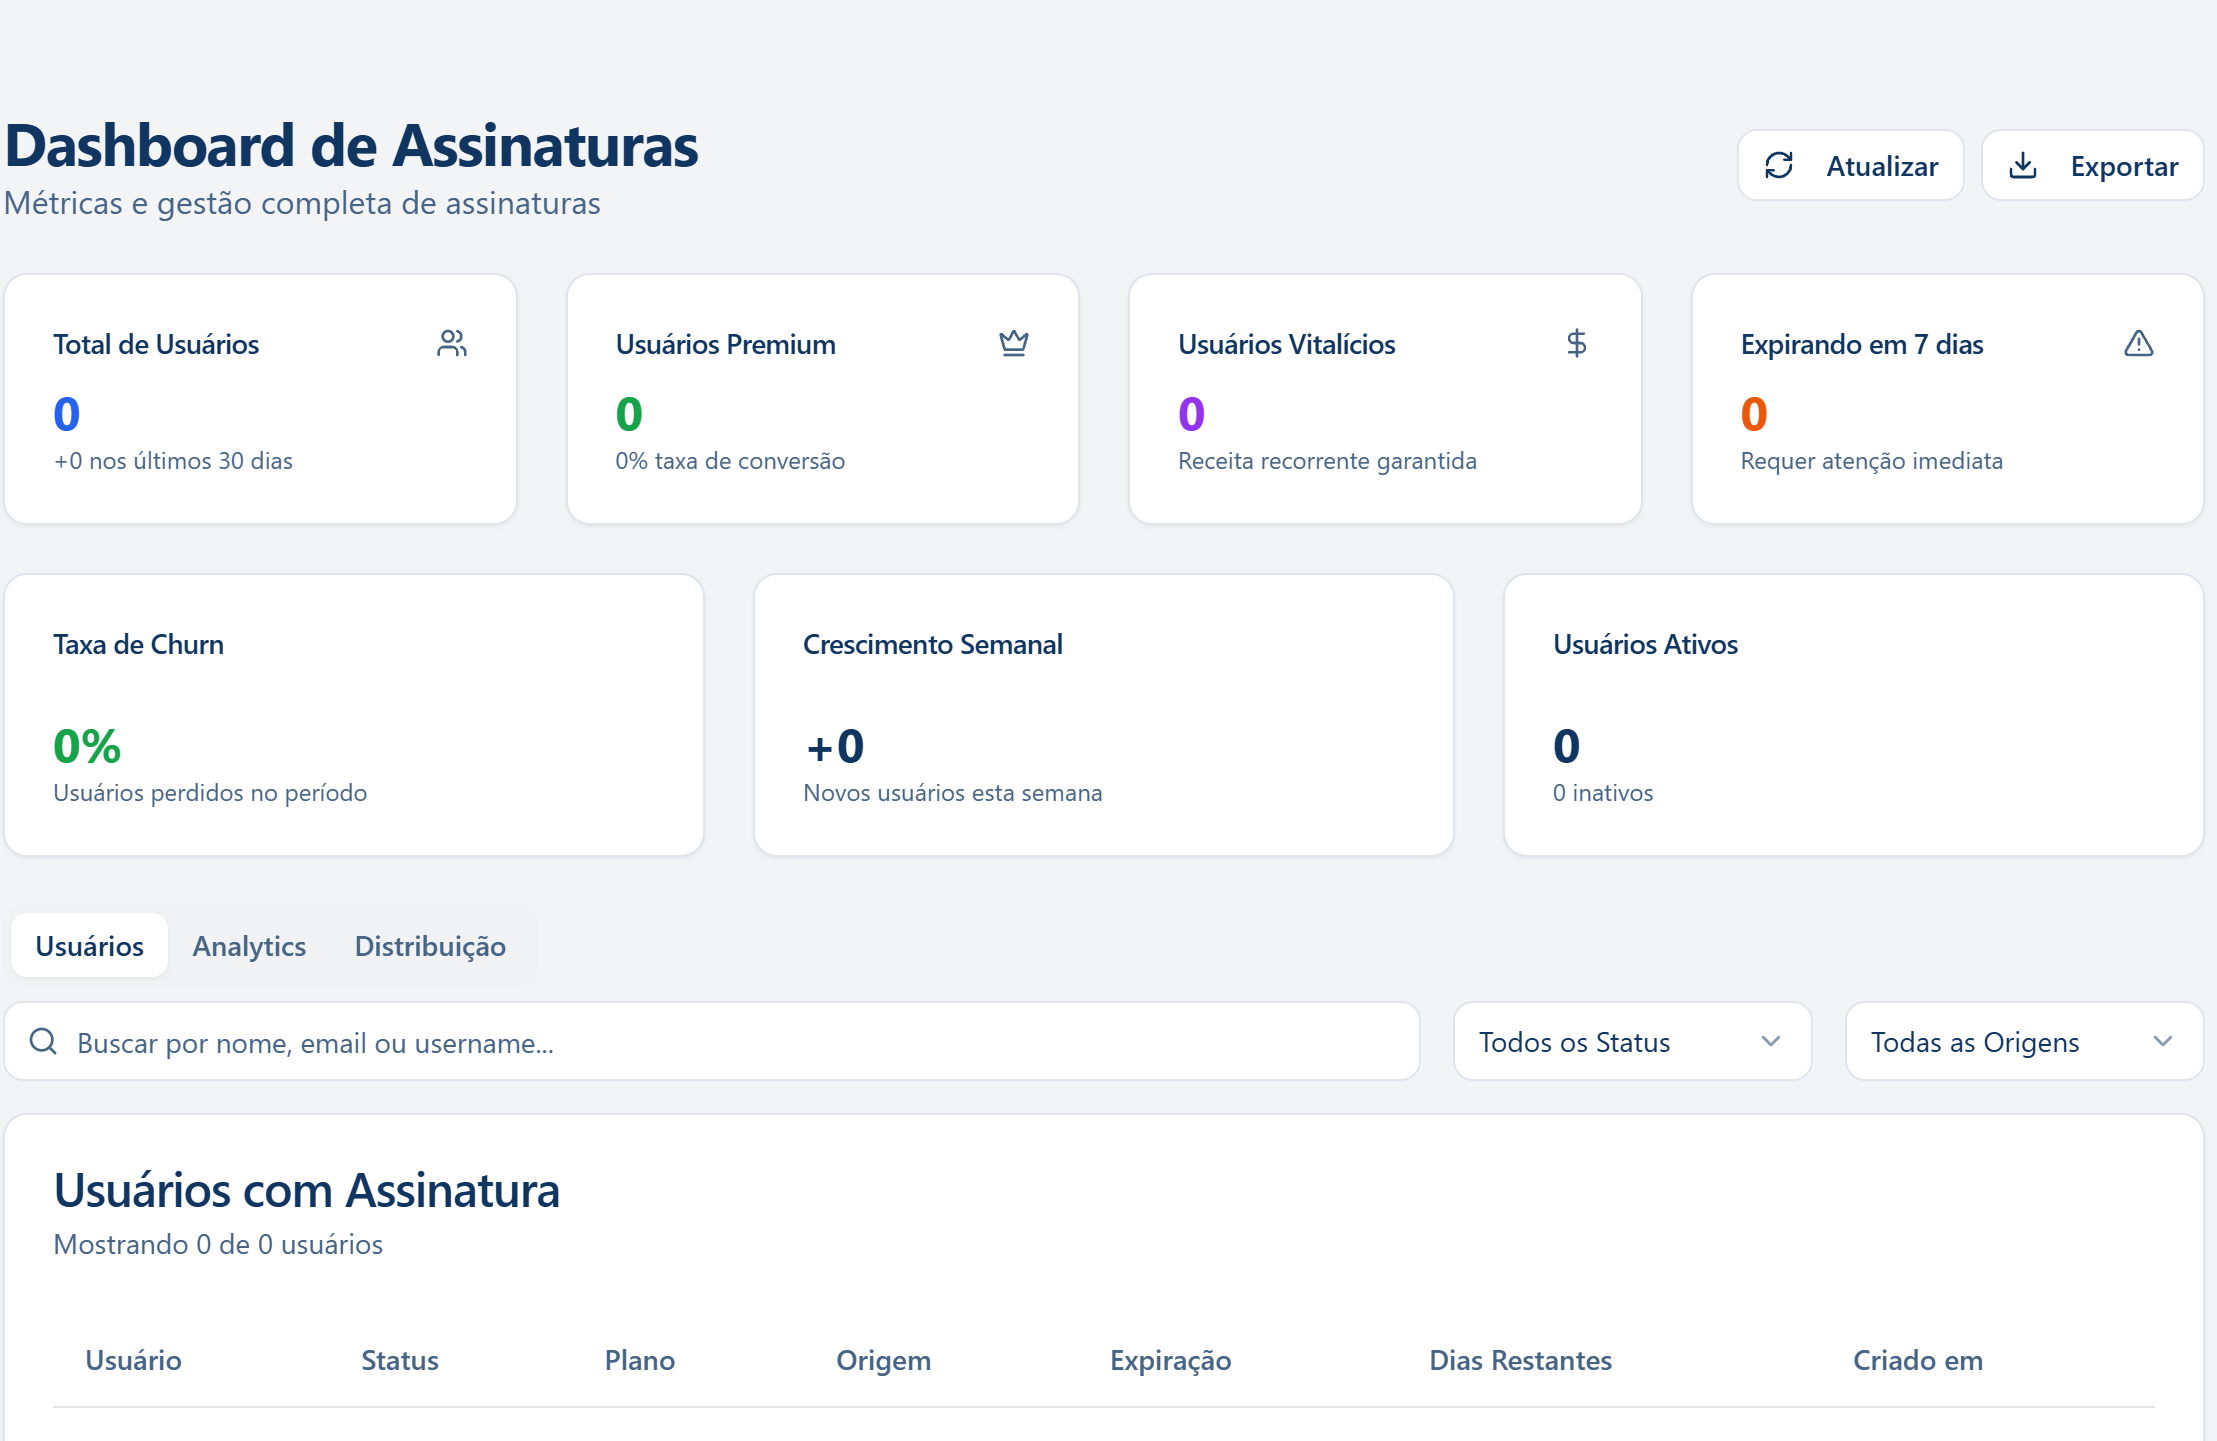 Dashboard de Assinaturas
Métricas e gestão completa de assinaturas
Atualizar
Exportar
Total de Usuários
0
+0 nos últimos 30 dias
Usuários Premium
0
0% taxa de conversão
Usuários Vitalícios
0
Receita recorrente garantida
Expirando em 7 dias
0
Requer atenção imediata
Taxa de Churn
0%
Usuários perdidos no período
Crescimento Semanal
+0
Novos usuários esta semana
Usuários Ativos
0
0 inativos
Usuários Analytics Distribuição
Buscar por nome, email ou username...
Todos os Status
Todas as Origens
Usuários com Assinatura
Mostrando 0 de 0 usuários
Usuário Status Plano Origem Expiração Dias Restantes Criado em